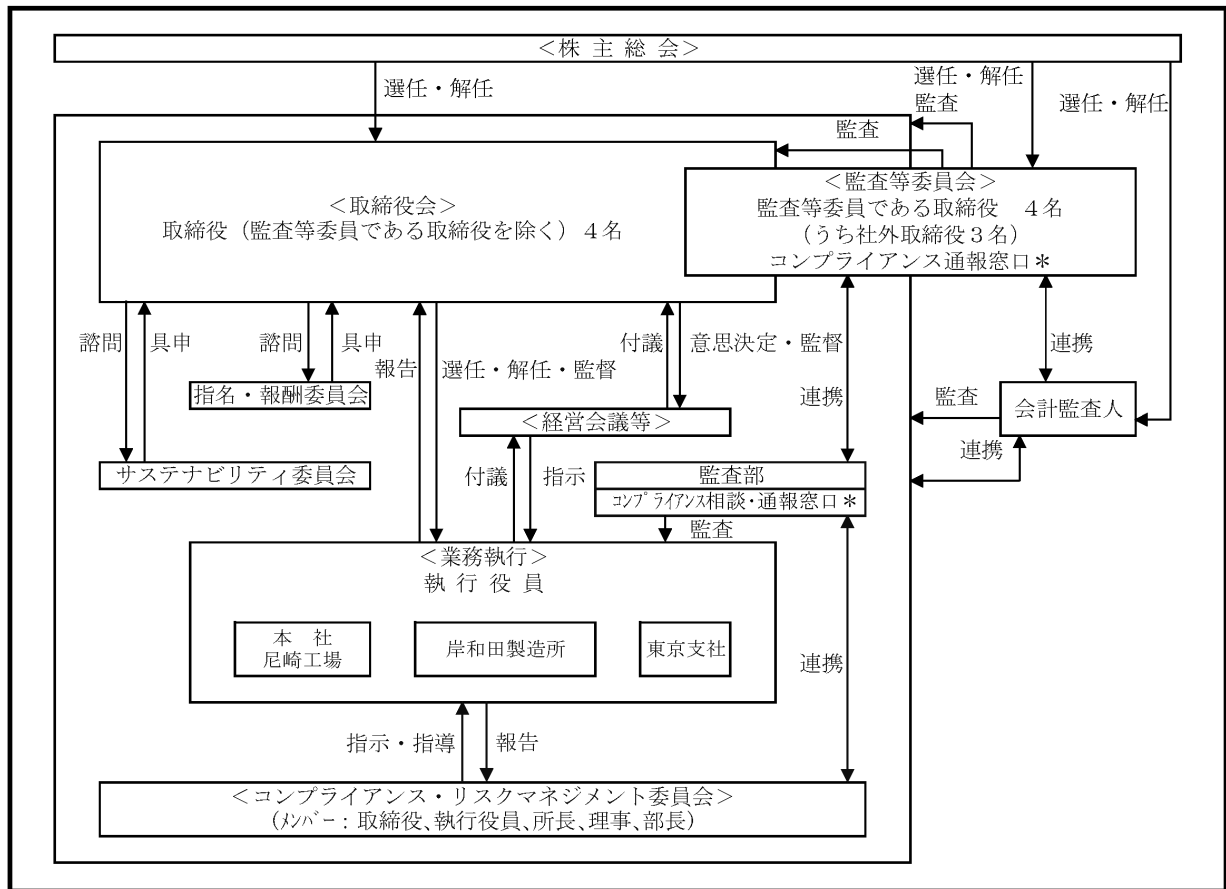 ＜株 主 総 会＞
選任・解任
選任・解任
監査
選任・解任
監査
＜取締役会＞
取締役（監査等委員である取締役を除く）４名
＜監査等委員会＞
監査等委員である取締役　４名
（うち社外取締役３名）
コンプライアンス通報窓口＊
諮問
具申
諮問
具申
報告
選任・解任・監督
付議
意思決定・監督
連携
連携
指名・報酬委員会
＜経営会議等＞
監査
会計監査人
連携
サステナビリティ委員会
付議
指示
監査部
コンプライアンス相談・通報窓口＊
監査
＜業務執行＞
執 行 役 員
本　社
尼崎工場
岸和田製造所
東京支社
連携
指示・指導
報告
＜コンプライアンス・リスクマネジメント委員会＞
（メンバー：取締役、執行役員、所長、理事、部長）